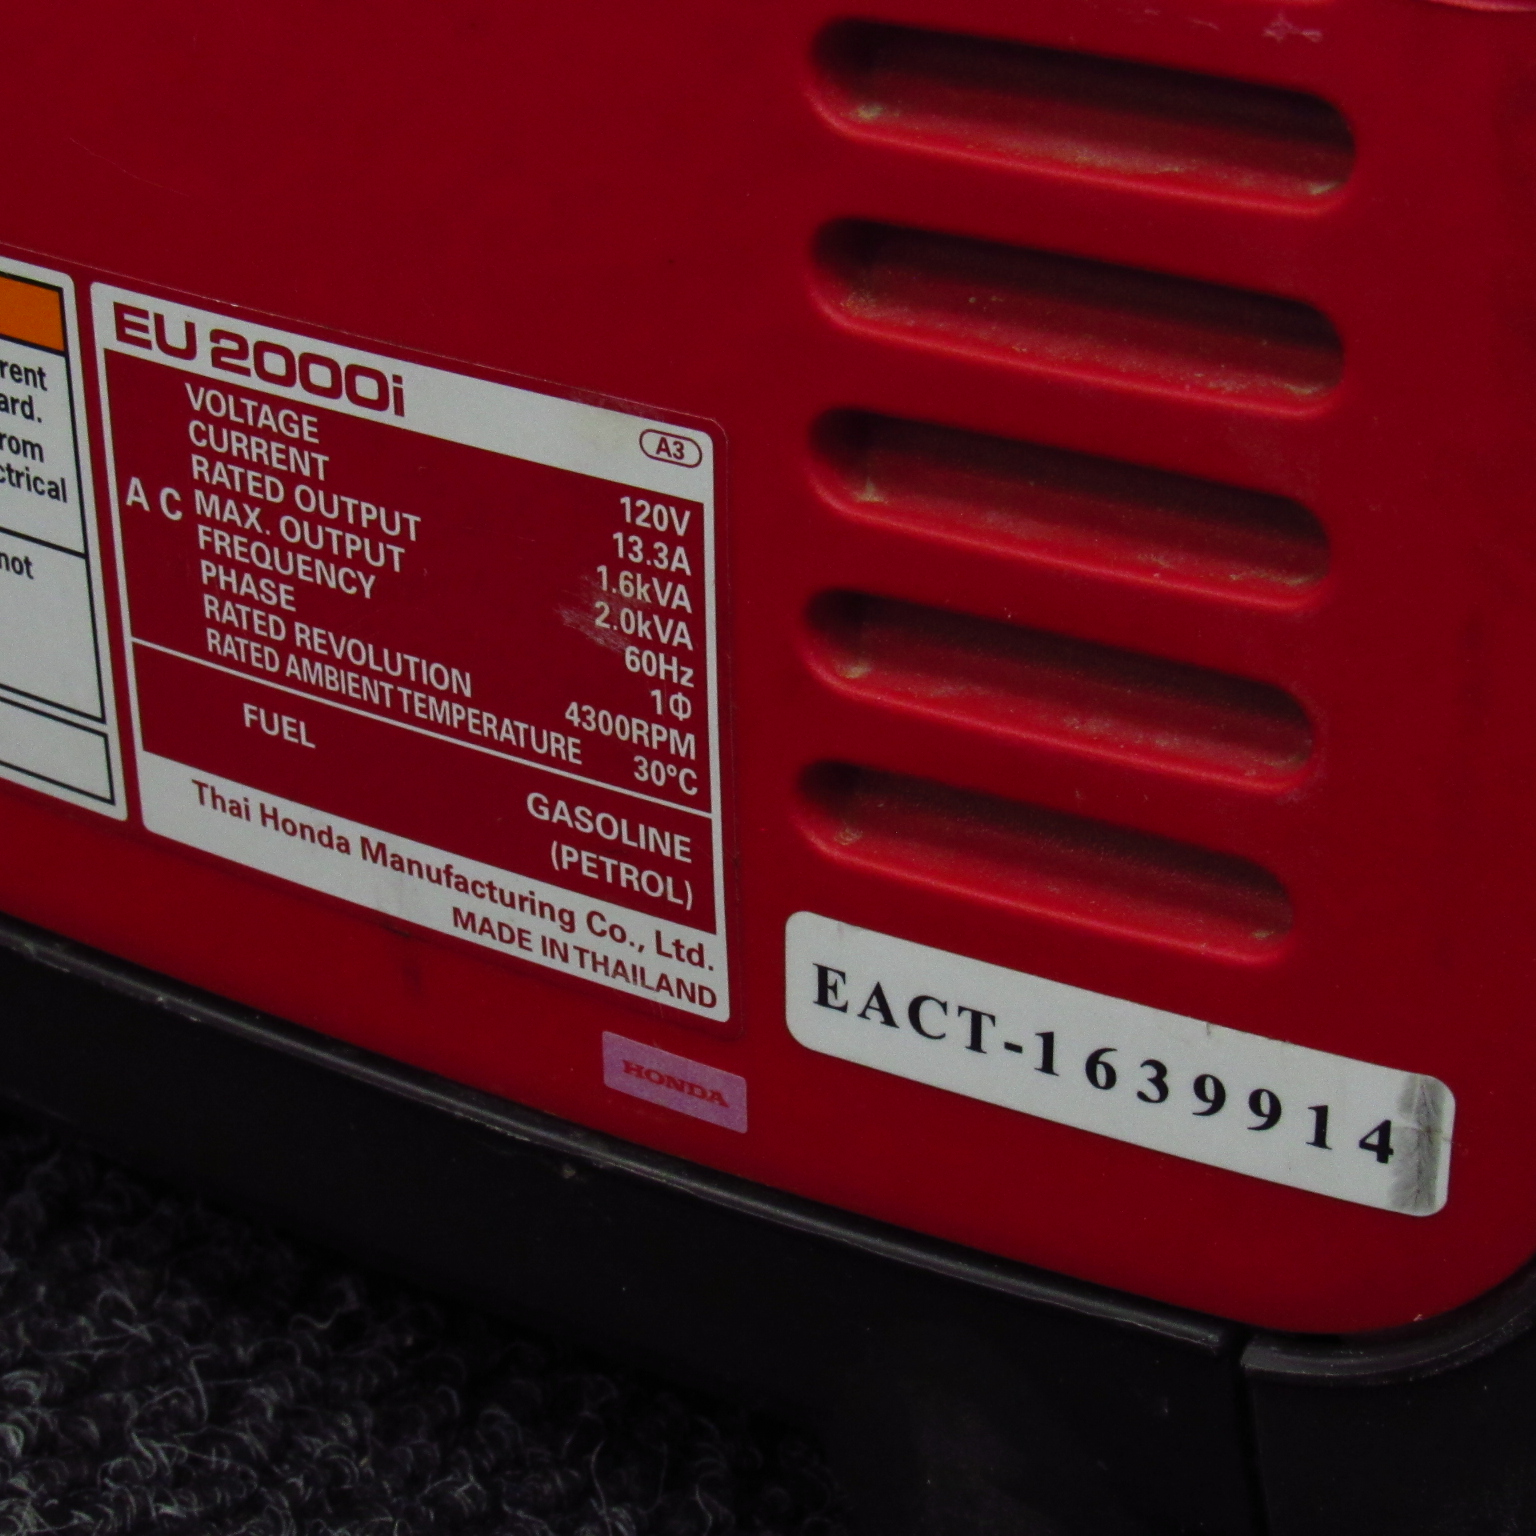 rent
ard.
rom
ctrical
not
EU2000i
A3
AC
VOLTAGE 120V
CURRENT 13.3A
RATED OUTPUT 1.6kVA
MAX. OUTPUT 2.0kVA
FREQUENCY 60Hz
PHASE 1Φ
RATED REVOLUTION 4300RPM
RATED AMBIENT TEMPERATURE 30°C
FUEL GASOLINE
(PETROL)
Thai Honda Manufacturing Co., Ltd.
MADE IN THAILAND
HONDA
EACT-1639914